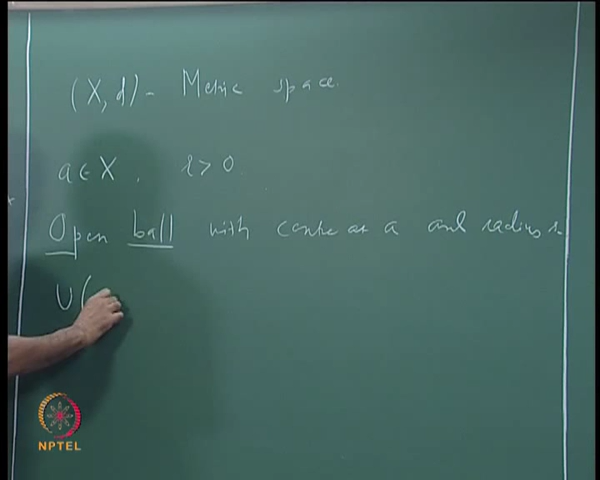 (X, d) - Metric space.
a ∈ X, r > 0.
Open ball with centre at a and radius r.
U(
NPTEL